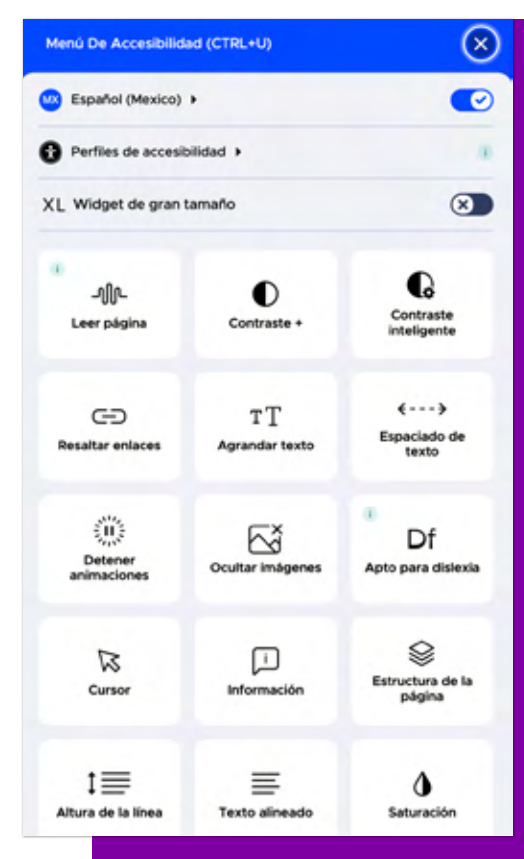 Menú De Accesibilidad (CTRL+U)
MX Español (Mexico)
Perfiles de accesibilidad
XL Widget de gran tamaño
Leer página
Contraste +
Contraste
inteligente
Resaltar enlaces
TT
Agrandar texto
Espaciado de
texto
Detener
animaciones
Ocultar imágenes
Df
Apto para dislexia
Cursor
Información
Estructura de la
página
Altura de la línea
Texto alineado
Saturación